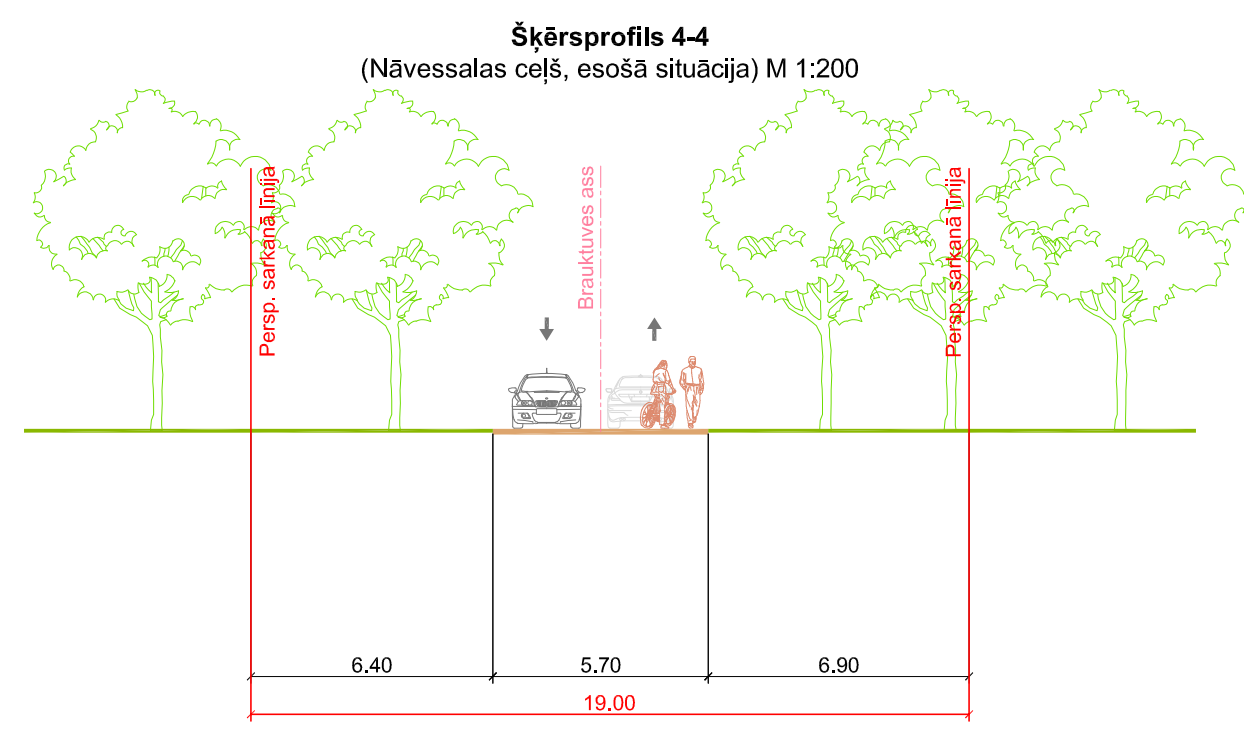 Šķērsprofils 4-4
(Nāvessalas ceļš, esošā situācija) M 1:200
Persp. sarkanā līnija
Brauktuves ass
Persp. sarkanā līnija
6.40
5.70
6.90
19.00